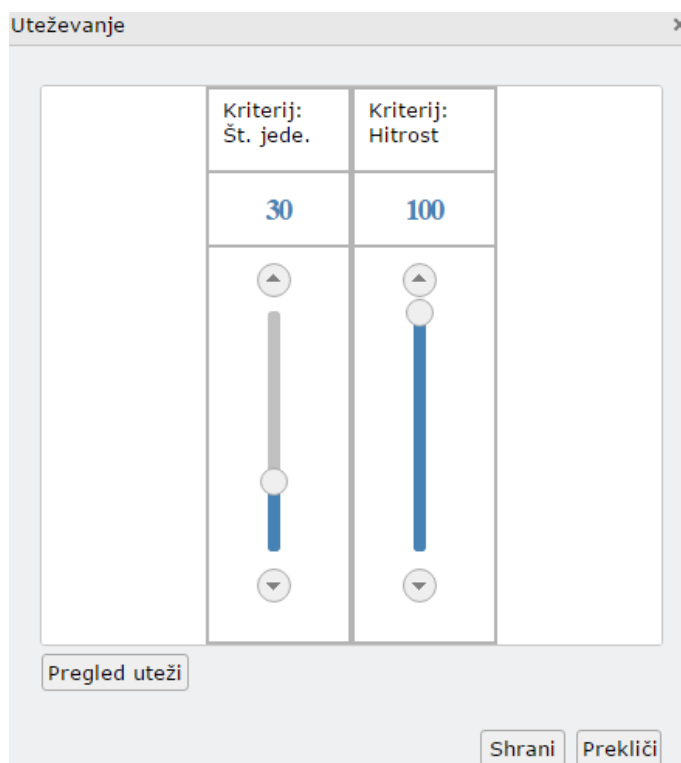 Uteževanje
Kriterij:
Št. jede.
Kriterij:
Hitrost
30
100
Pregled uteži
Shrani
Prekliči